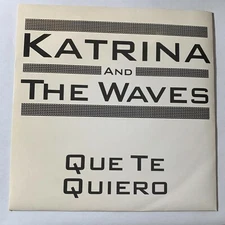 KATRINA
AND
THE WAVES
QUE TE
QUIERO